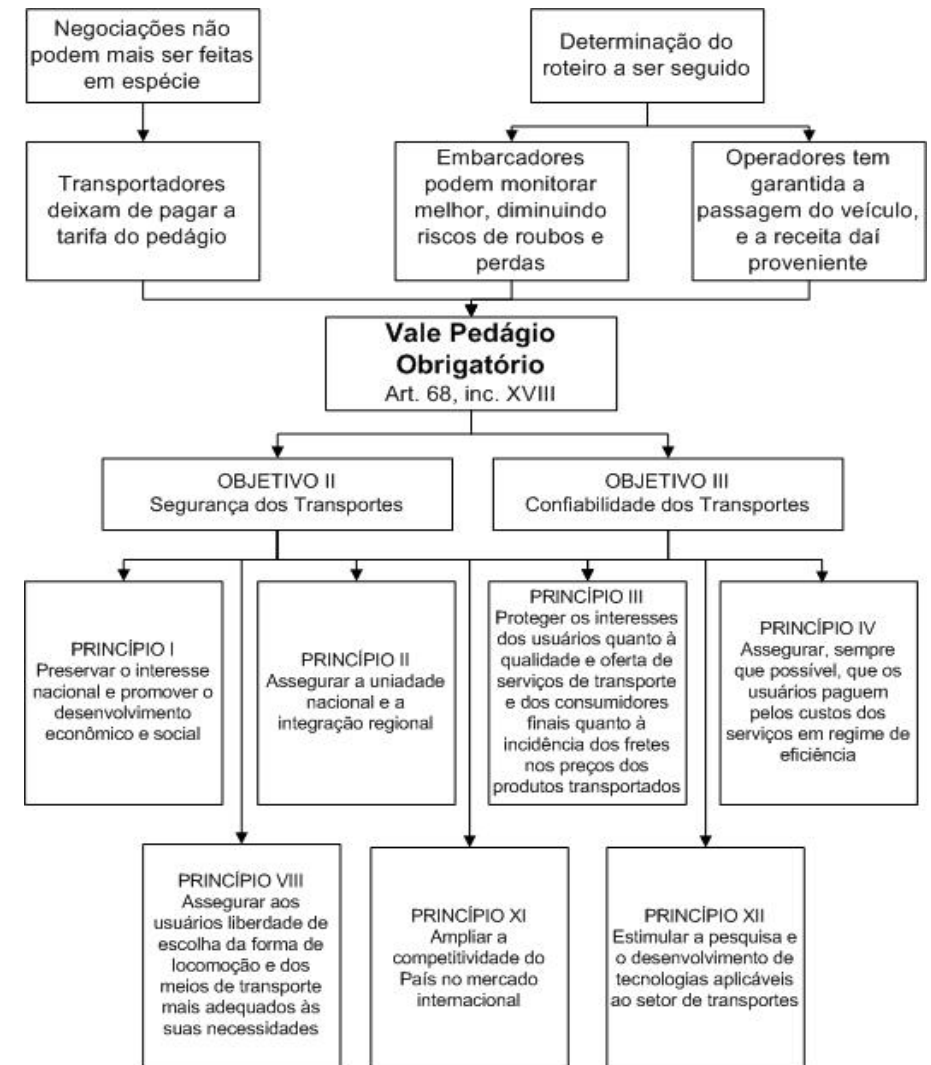 Negociações não
podem mais ser feitas
em espécie
Determinação do
roteiro a ser seguido
Transportadores
deixam de pagar a
tarifa do pedágio
Embarcadores
podem monitorar
melhor, diminuindo
riscos de roubos e
perdas
Operadores tem
garantida a
passagem do veículo,
e a receita daí
proveniente
Vale Pedágio
Obrigatório
Art. 68, inc. XVIII
OBJETIVO II
Segurança dos Transportes
OBJETIVO III
Confiabilidade dos Transportes
PRINCÍPIO I
Preservar o interesse
nacional e promover o
desenvolvimento
econômico e social
PRINCÍPIO II
Assegurar a uniadade
nacional e a
integração regional
PRINCÍPIO III
Proteger os interesses
dos usuários quanto à
qualidade e oferta de
serviços de transporte
e dos consumidores
finais quanto à
incidência dos fretes
nos preços dos
produtos transportados
PRINCÍPIO IV
Assegurar, sempre
que possível, que os
usuários paguem
pelos custos dos
serviços em regime de
eficiência
PRINCÍPIO VIII
Assegurar aos
usuários liberdade de
escolha da forma de
locomoção e dos
meios de transporte
mais adequados às
suas necessidades
PRINCÍPIO XI
Ampliar a
competitividade do
País no mercado
internacional
PRINCÍPIO XII
Estimular a pesquisa e
o desenvolvimento de
tecnologias aplicáveis
ao setor de transportes